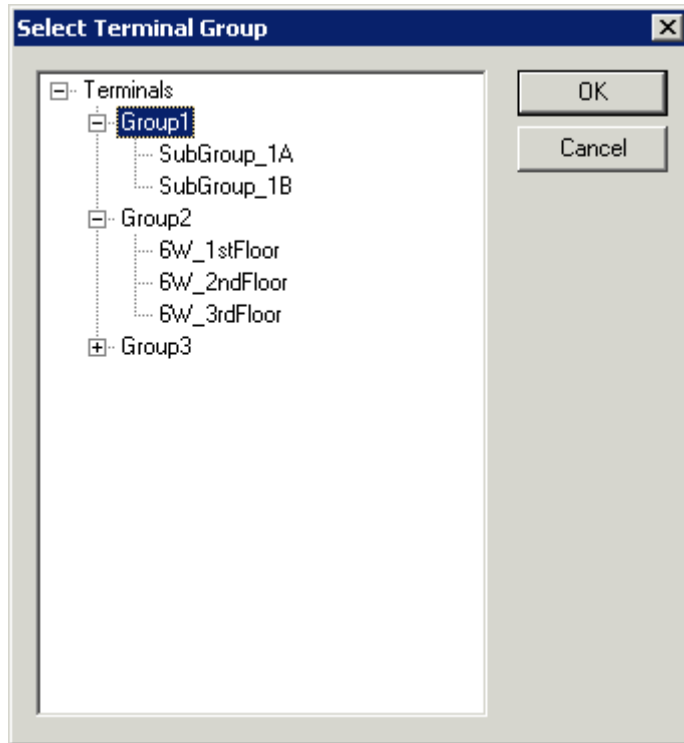 Select Terminal Group
Terminals
Group1
SubGroup_1A
SubGroup_1B
Group2
6W_1stFloor
6W_2ndFloor
6W_3rdFloor
Group3
OK
Cancel